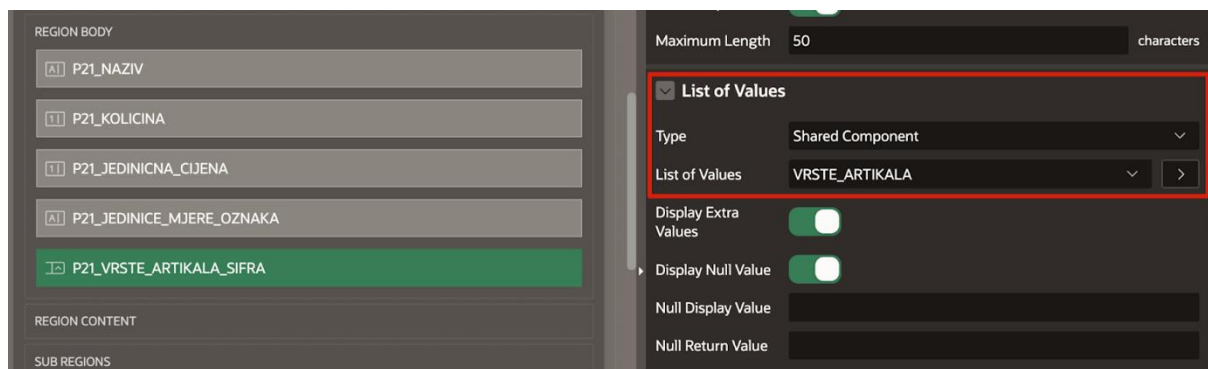 REGION BODY
P21_NAZIV
P21_KOLICINA
P21_JEDINICNA_CIJENA
P21_JEDINICE_MJERE_OZNAKA
P21_VRSTE_ARTIKALA_SIFRA
REGION CONTENT
SUB REGIONS
Maximum Length 50 characters
List of Values
Type Shared Component
List of Values VRSTE_ARTIKALA
Display Extra
Values
Display Null Value
Null Display Value
Null Return Value